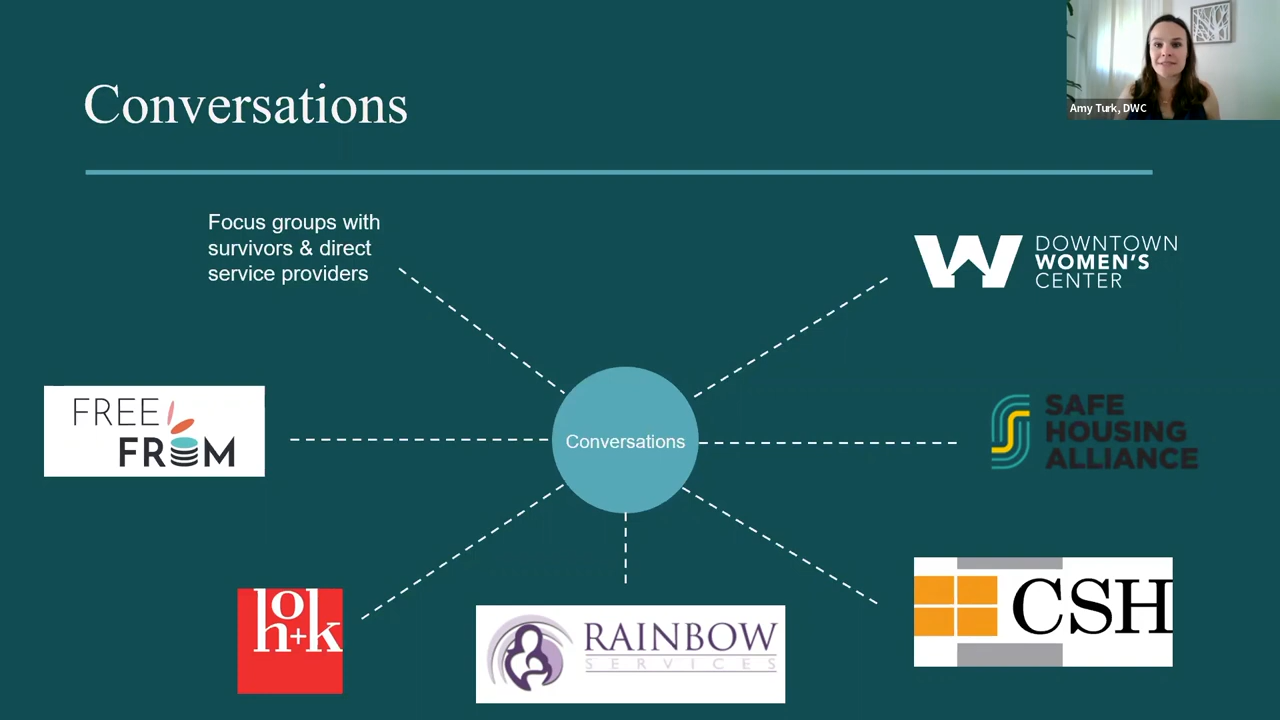 Conversations
Amy Turk, DWC
Focus groups with
survivors & direct
service providers
DOWNTOWN
WOMEN'S
CENTER
FREE
FROM
Conversations
SAFE
HOUSING
ALLIANCE
ho
h+k
RAINBOW
SERVICES
CSH